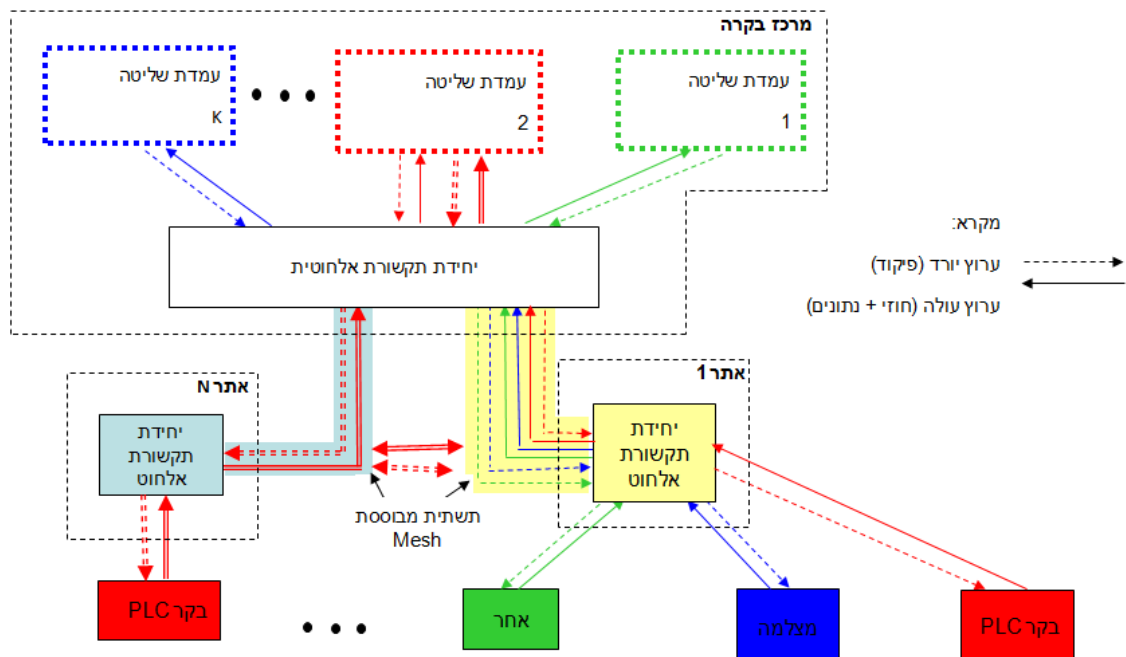 מרכז בקרה
עמדת שליטה
1
עמדת שליטה
2
עמדת שליטה
K
יחידת תקשורת אלחוטית
מקרא:
ערוץ יורד (פיקוד)
ערוץ עולה (חוזי + נתונים)
אתר 1
יחידת
תקשורת
אלחוט
אתר N
יחידת
תקשורת
אלחוט
תשתית מבוססת
Mesh
בקר PLC
מצלמה
אחר
בקר PLC